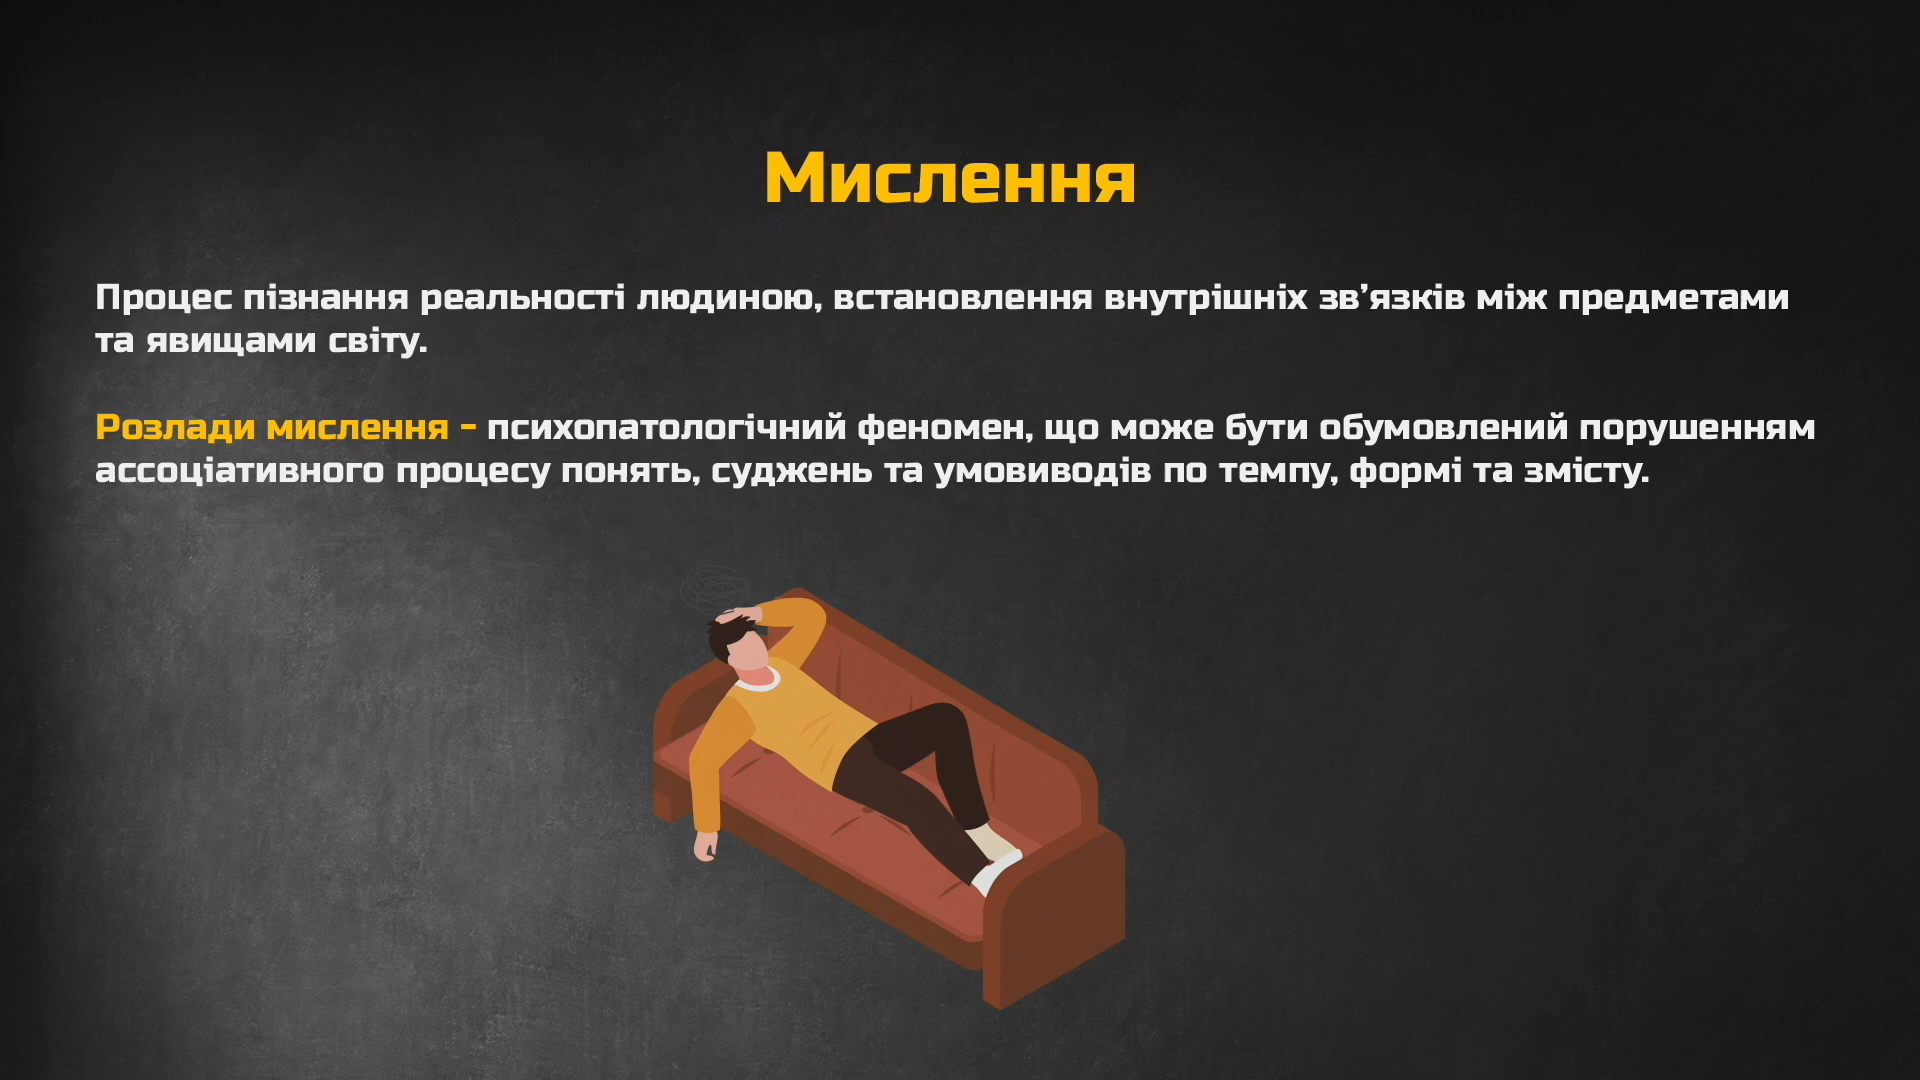 Мислення
Процес пізнання реальності людиною, встановлення внутрішніх зв’язків між предметами
та явищами світу.
Розлади мислення - психопатологічний феномен, що може бути обумовлений порушенням
ассоціативного процесу понять, суджень та умовиводів по темпу, формі та змісту.